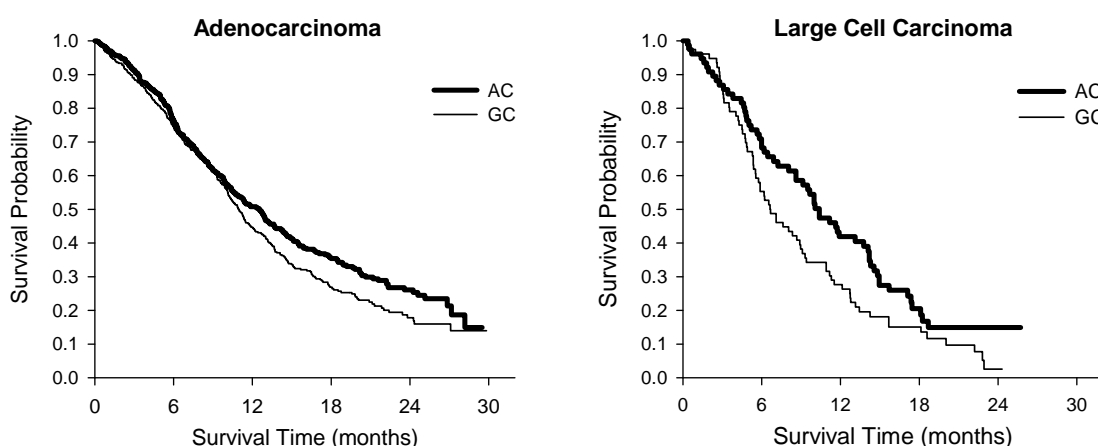 Adenocarcinoma
1.0
0.9
0.8
0.7
0.6
0.5
0.4
0.3
0.2
0.1
0.0
Survival Probability
AC
GC
0 6 12 18 24 30
Survival Time (months)
Large Cell Carcinoma
1.0
0.9
0.8
0.7
0.6
0.5
0.4
0.3
0.2
0.1
0.0
Survival Probability
AC
GC
0 6 12 18 24 30
Survival Time (months)